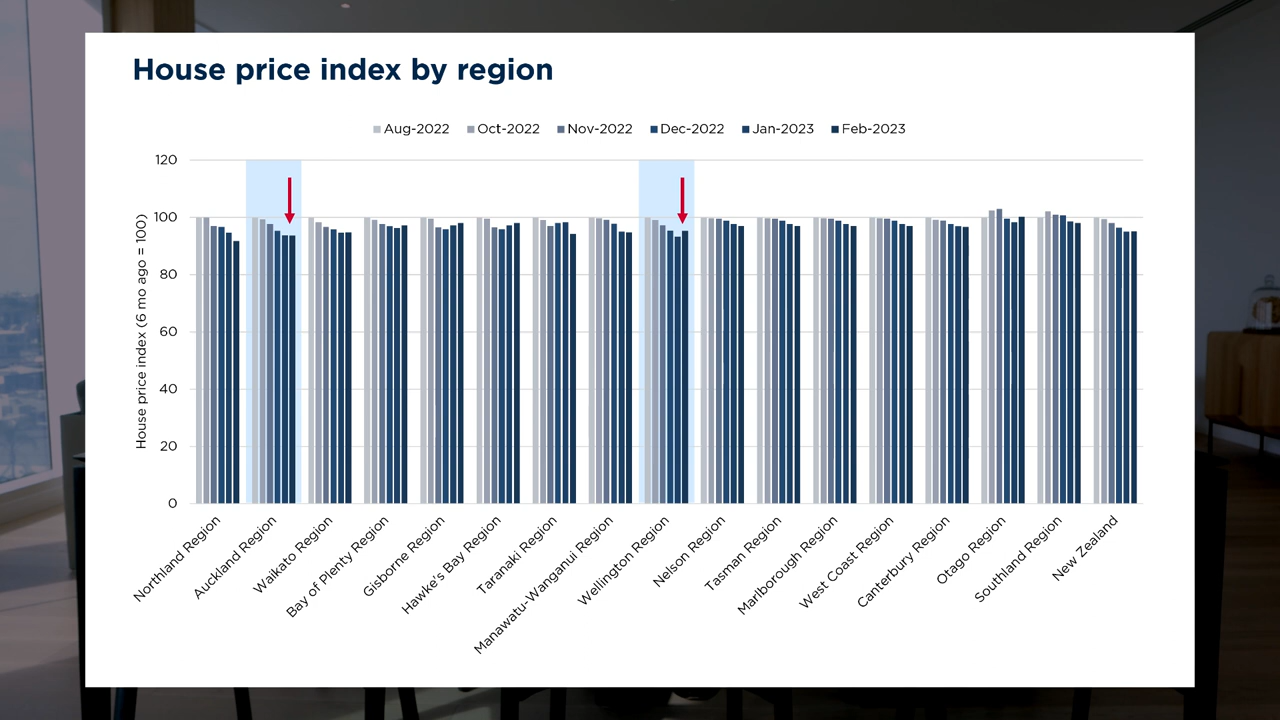 House price index by region
Aug-2022 Oct-2022 Nov-2022 Dec-2022 Jan-2023 Feb-2023
House price index (6 mo ago = 100)
120
100
80
60
40
20
0
Northland Region
Auckland Region
Waikato Region
Bay of Plenty Region
Gisborne Region
Hawke's Bay Region
Taranaki Region
Manawatu-Wanganui Region
Wellington Region
Nelson Region
Tasman Region
Marlborough Region
West Coast Region
Canterbury Region
Otago Region
Southland Region
New Zealand